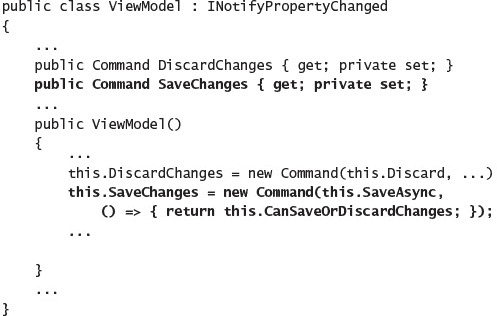 public class ViewModel : INotifyPropertyChanged
{
    ...
    public Command DiscardChanges { get; private set; }
    public Command SaveChanges { get; private set; }
    ...
    public ViewModel()
    {
        ...
        this.DiscardChanges = new Command(this.Discard, ...)
        this.SaveChanges = new Command(this.SaveAsync,
            () => { return this.CanSaveOrDiscardChanges; });
        ...
    }
    ...
}